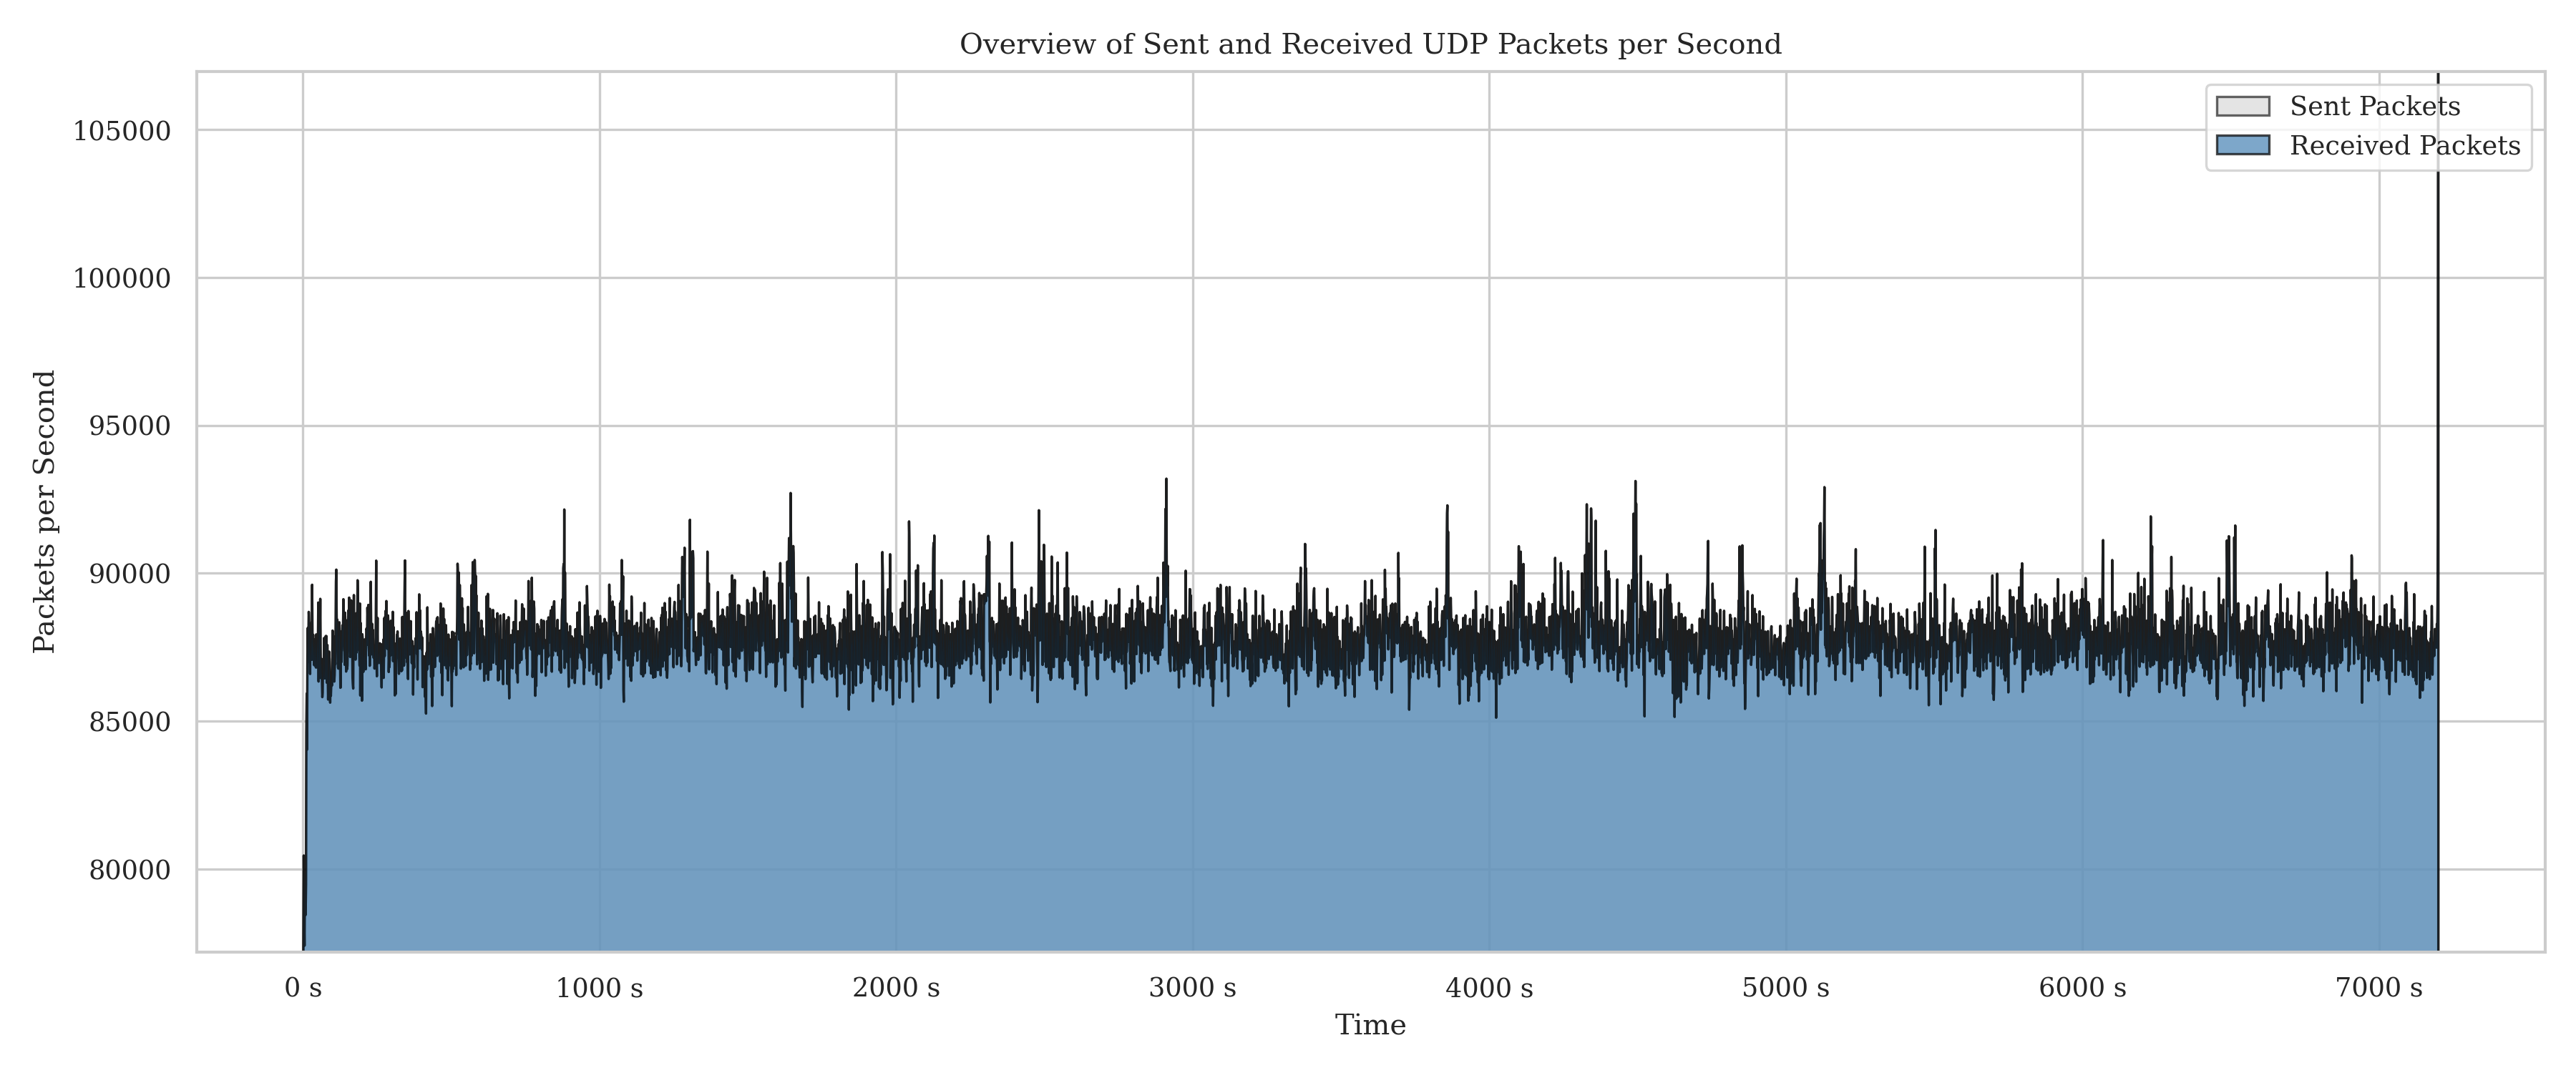 Overview of Sent and Received UDP Packets per Second
Sent Packets
Received Packets
Packets per Second
105000
100000
95000
90000
85000
80000
0 s
1000 s
2000 s
3000 s
4000 s
5000 s
6000 s
7000 s
Time